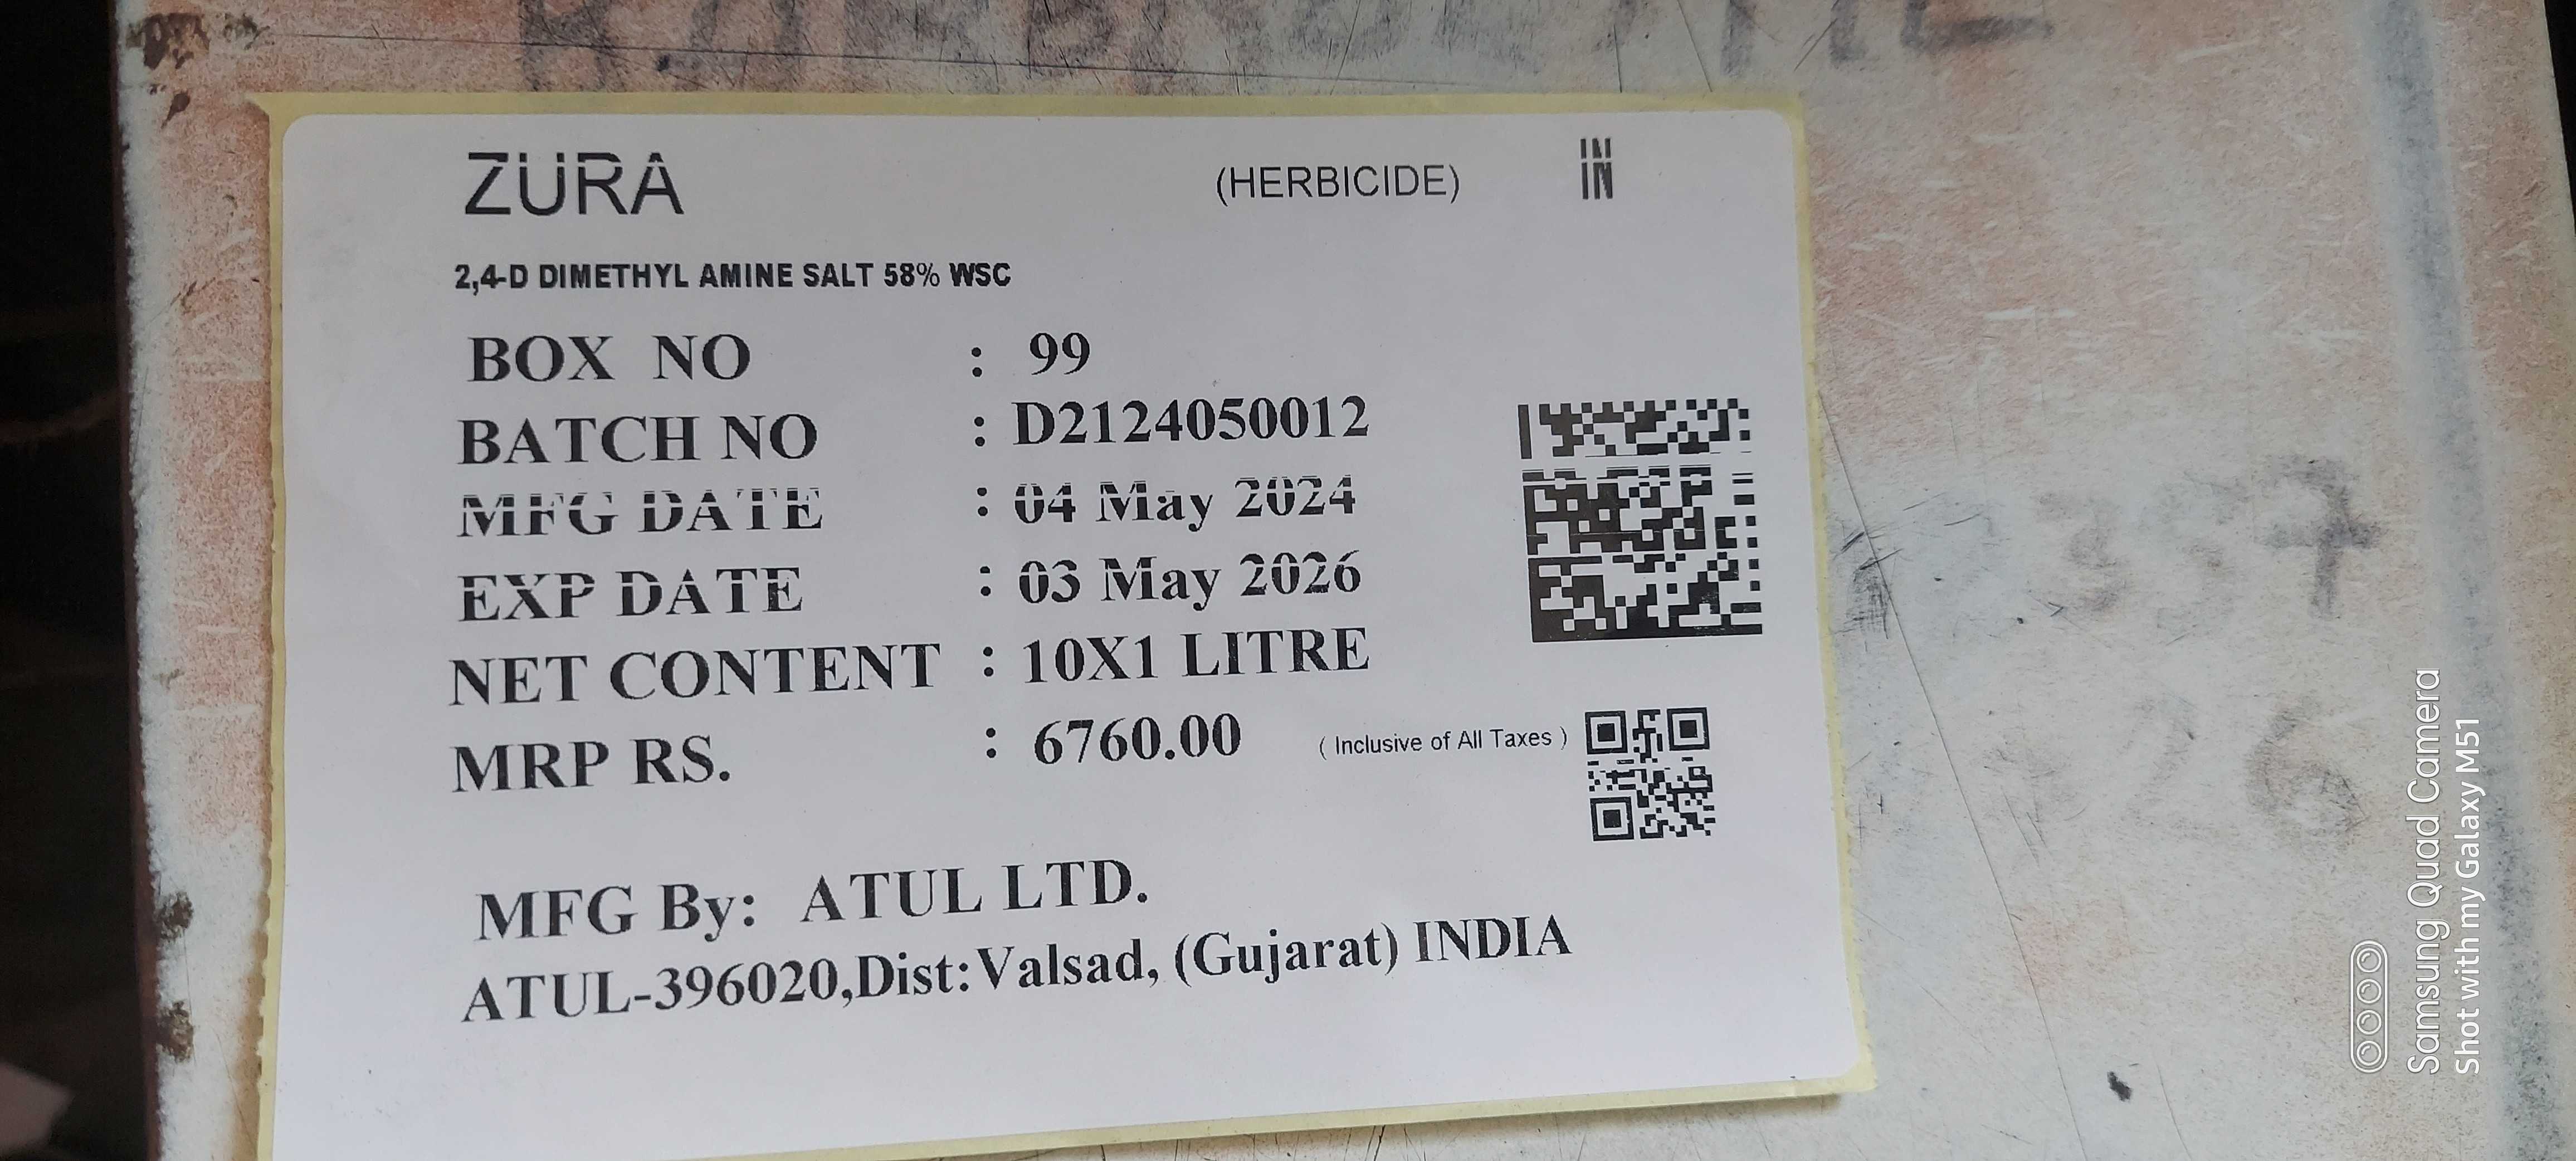 ZURA (HERBICIDE) IN
2,4-D DIMETHYL AMINE SALT 58% WSC
BOX NO : 99
BATCH NO : D2124050012
MFG DATE : 04 May 2024
EXP DATE : 03 May 2026
NET CONTENT : 10X1 LITRE
MRP RS. : 6760.00 ( Inclusive of All Taxes )
MFG By: ATUL LTD.
ATUL-396020,Dist:Valsad, (Gujarat) INDIA
26
Samsung Quad Camera
Shot with my Galaxy M51